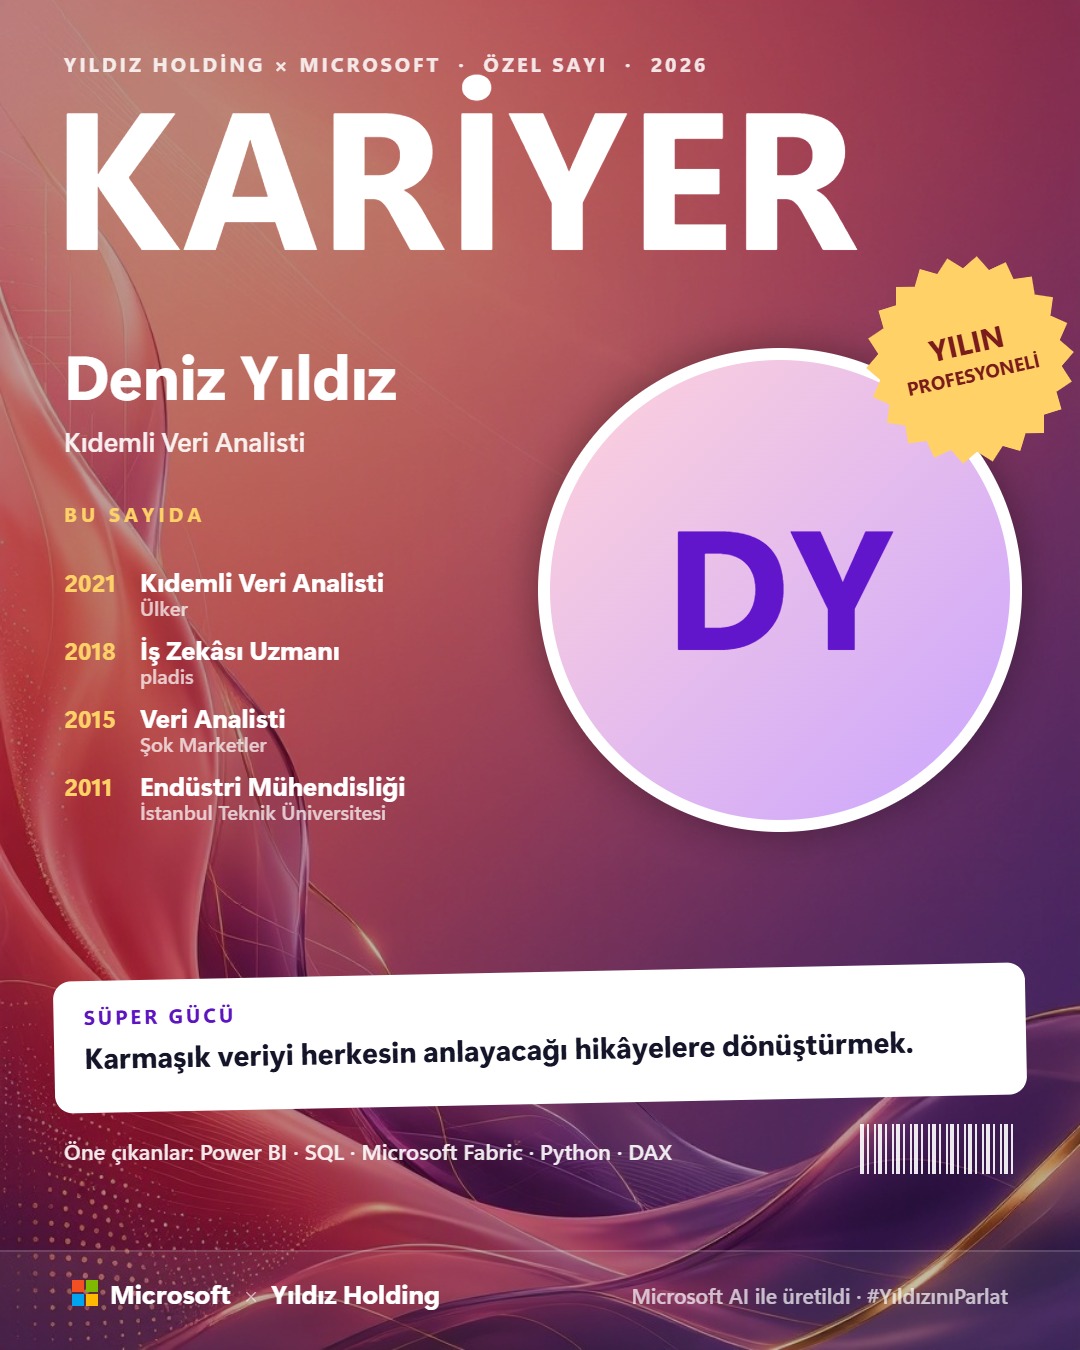 YILDIZ HOLDİNG × MICROSOFT · ÖZEL SAYI · 2026
KARİYER
YILIN
PROFESYONELİ
Deniz Yıldız
Kıdemli Veri Analisti
BU SAYIDA
2021 Kıdemli Veri Analisti
Ülker
2018 İş Zekâsı Uzmanı
pladis
2015 Veri Analisti
Şok Marketler
2011 Endüstri Mühendisliği
İstanbul Teknik Üniversitesi
DY
SÜPER GÜCÜ
Karmaşık veriyi herkesin anlayacağı hikâyelere dönüştürmek.
Öne çıkanlar: Power BI · SQL · Microsoft Fabric · Python · DAX
Microsoft × Yıldız Holding
Microsoft AI ile üretildi · #YıldızınıParlat